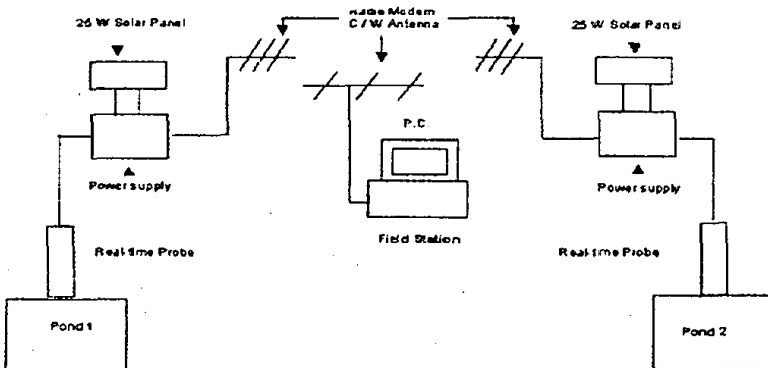 25 W Solar Panel
Radio Modem
C / W Antenna
25 W Solar Panel
P.C.
Power supply
Power supply
Field Station
Real-time Probe
Real-time Probe
Pond 1
Pond 2